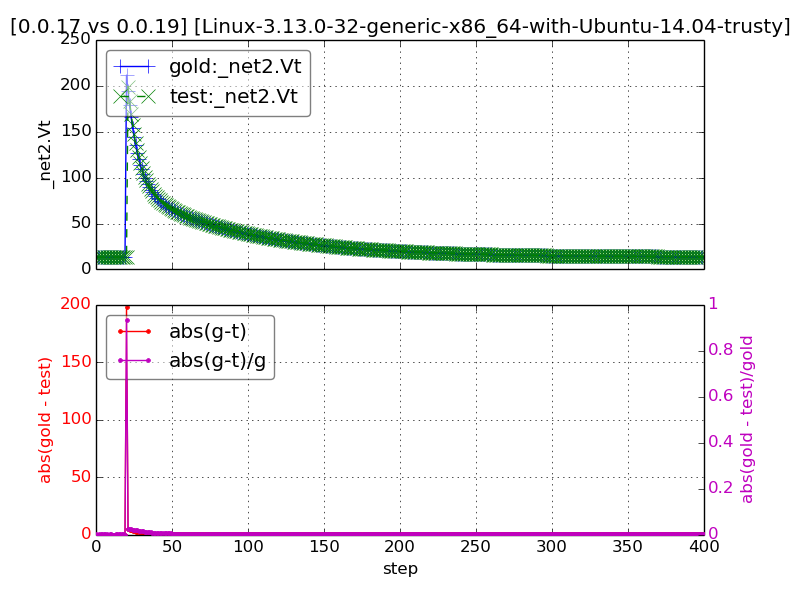 [0.0.17 vs 0.0.19] [Linux-3.13.0-32-generic-x86_64-with-Ubuntu-14.04-trusty]
250
200
150
100
50
0
_net2.Vt
gold:_net2.Vt
test:_net2.Vt
200
150
100
50
0
abs(gold - test)
abs(g-t)
abs(g-t)/g
1
0.8
0.6
0.4
0.2
0
abs(gold - test)/gold
0 50 100 150 200 250 300 350 400
step